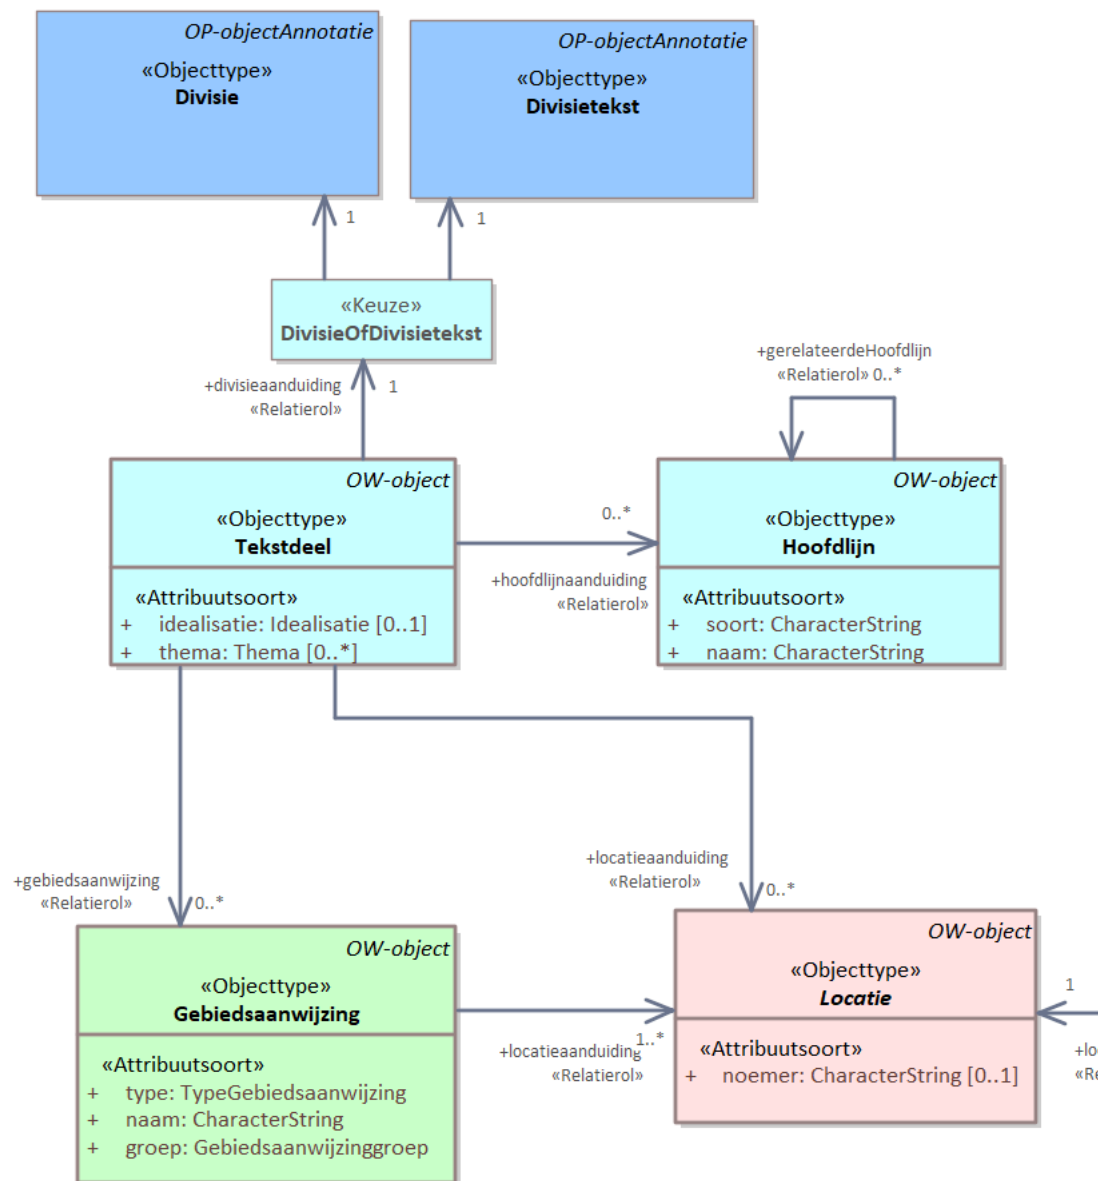 OP-objectAnnotatie
«Objecttype»
Divisie
OP-objectAnnotatie
«Objecttype»
Divisietekst
1
1
«Keuze»
DivisieOfDivisietekst
+divisieaanduiding
«Relatierol»
1
+gerelateerdeHoofdlijn
«Relatierol» 0..*
OW-object
«Objecttype»
Tekstdeel
«Attribuutsoort»
+ idealisatie: Idealisatie [0..1]
+ thema: Thema [0..*]
0..*
+hoofdlijnaanduiding
«Relatierol»
OW-object
«Objecttype»
Hoofdlijn
«Attribuutsoort»
+ soort: CharacterString
+ naam: CharacterString
+gebiedsaanwijzing
«Relatierol»
0..*
+locatieaanduiding
«Relatierol»
0..*
OW-object
«Objecttype»
Gebiedsaanwijzing
«Attribuutsoort»
+ type: TypeGebiedsaanwijzing
+ naam: CharacterString
+ groep: Gebiedsaanwijzinggroep
1..*
+locatieaanduiding
«Relatierol»
OW-object
«Objecttype»
Locatie
«Attribuutsoort»
+ noemer: CharacterString [0..1]
1
+lo
«Re